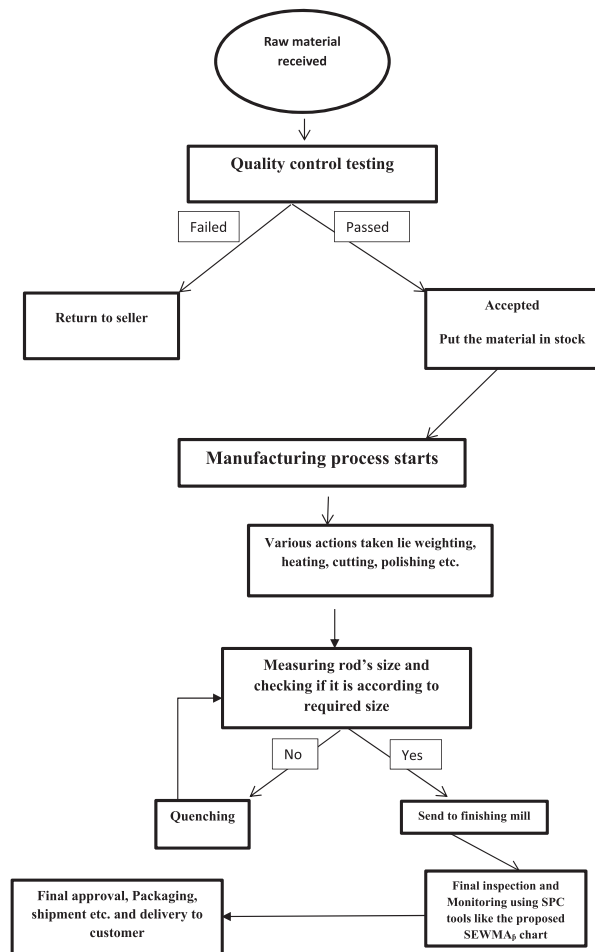 Raw material
received
Quality control testing
Failed
Passed
Return to seller
Accepted
Put the material in stock
Manufacturing process starts
Various actions taken lie weighting,
heating, cutting, polishing etc.
Measuring rod's size and
checking if it is according to
required size
No
Yes
Quenching
Send to finishing mill
Final approval, Packaging,
shipment etc. and delivery to
customer
Final inspection and
Monitoring using SPC
tools like the proposed
SEWMAᵦ chart